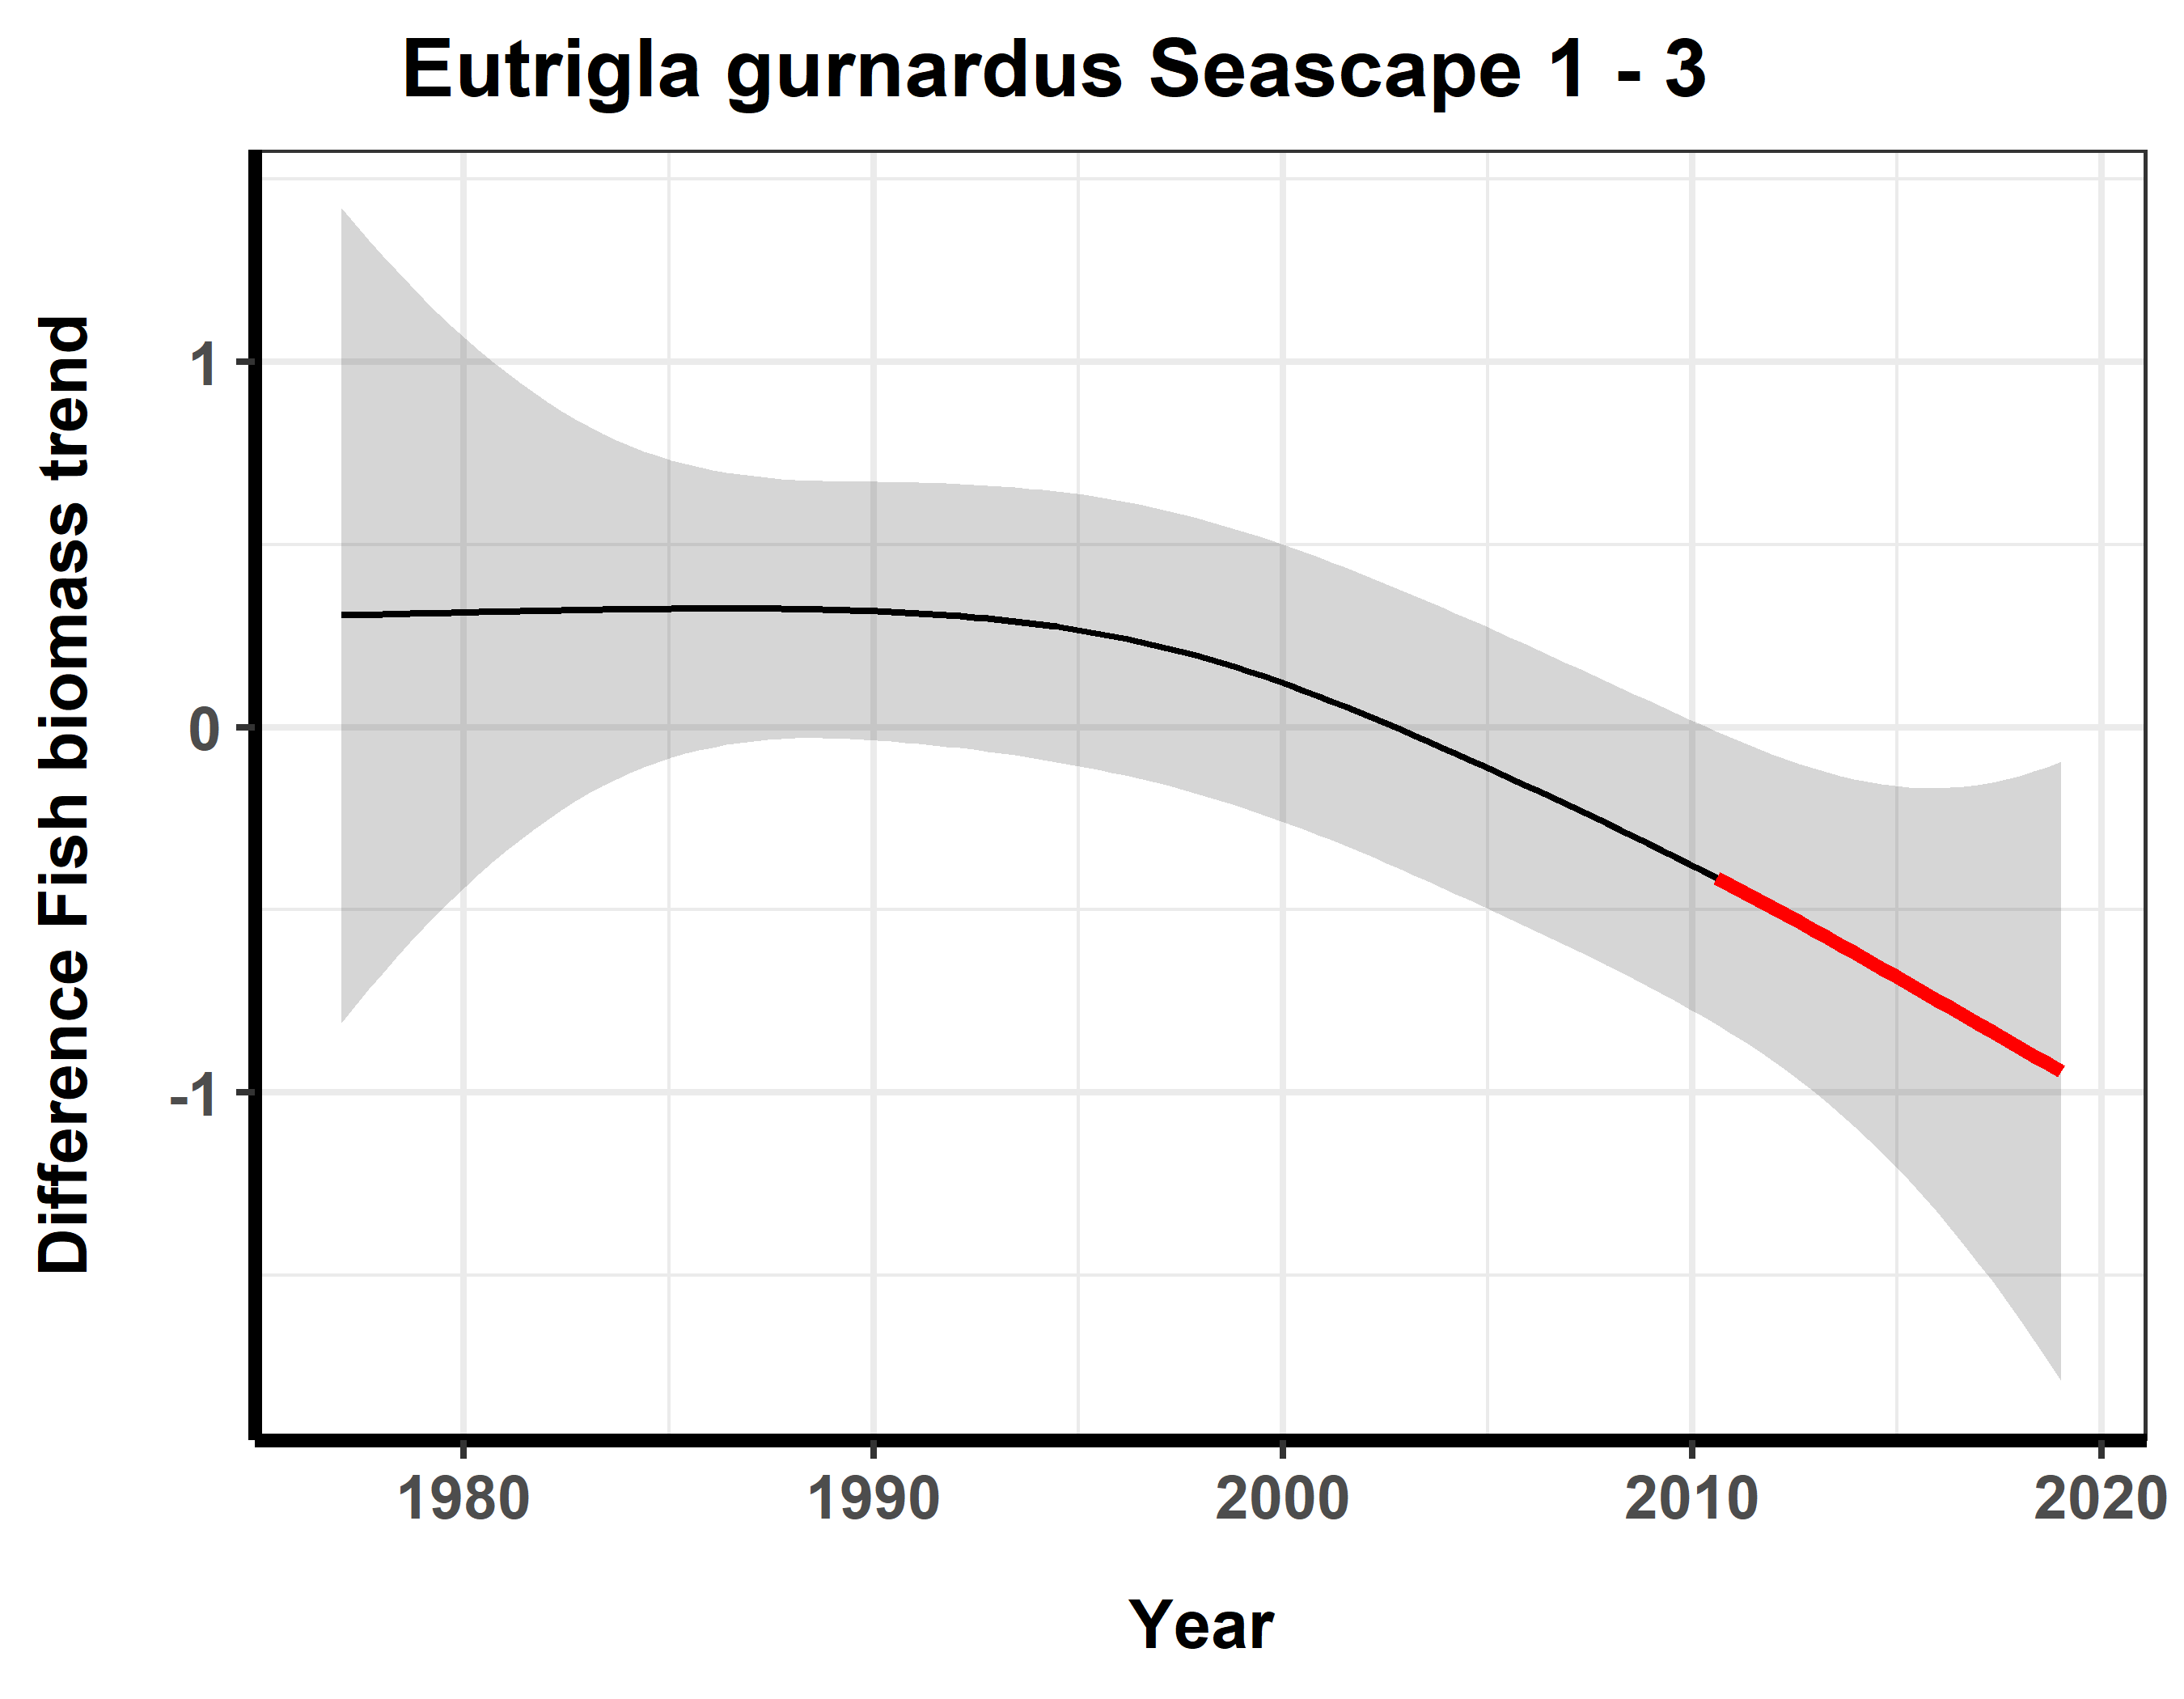 Eutrigla gurnardus Seascape 1 - 3
Difference Fish biomass trend
1
0
-1
1980
1990
2000
2010
2020
Year